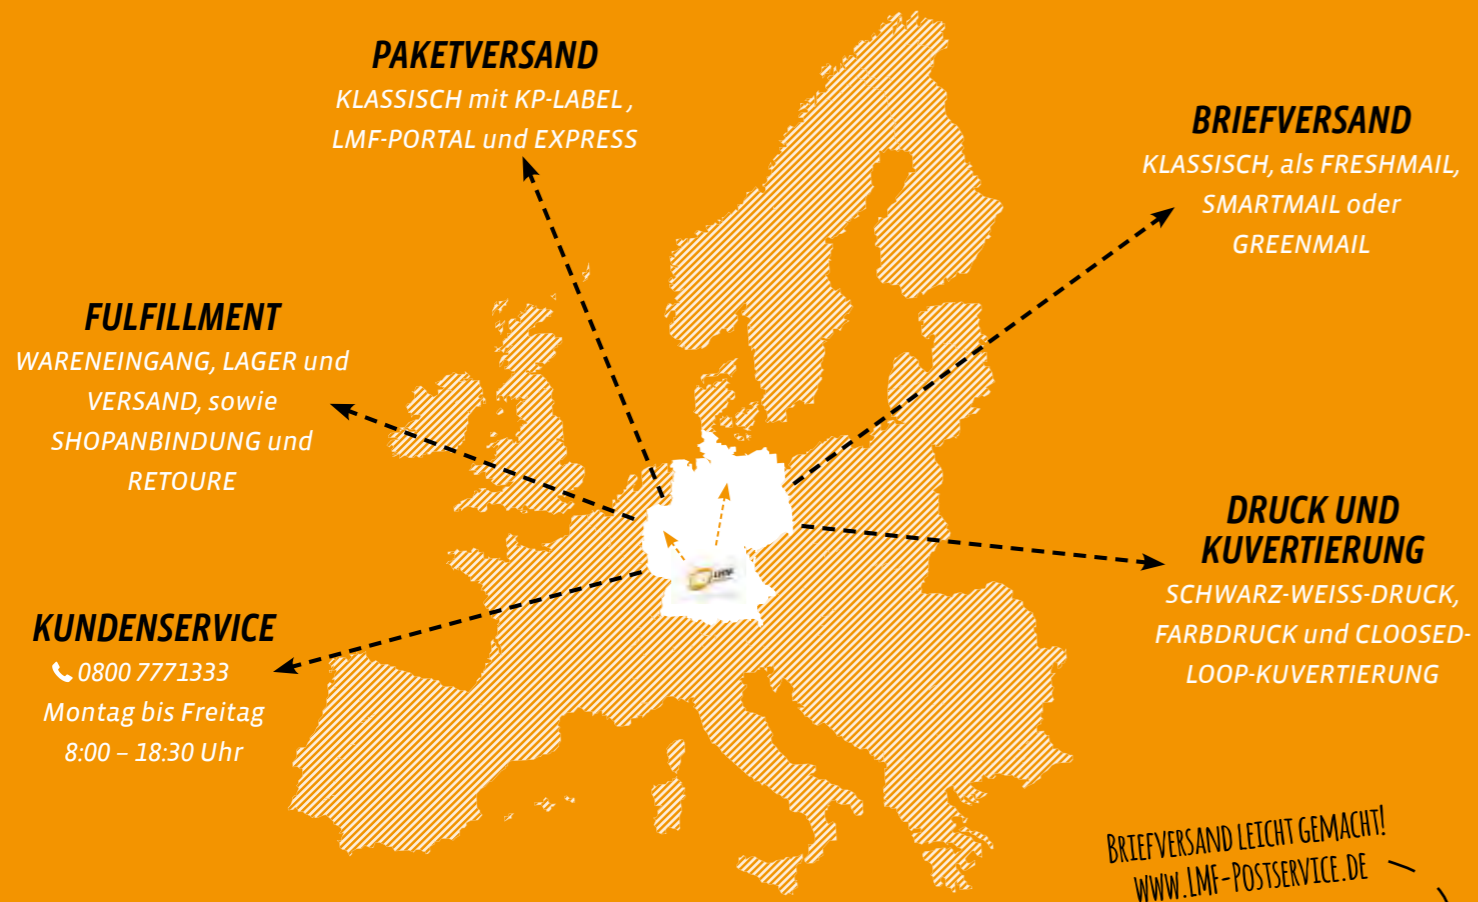 PAKETVERSAND
KLASSISCH mit KP-LABEL ,
LMF-PORTAL und EXPRESS
BRIEFVERSAND
KLASSISCH, als FRESHMAIL,
SMARTMAIL oder
GREENMAIL
FULFILLMENT
WARENEINGANG, LAGER und
VERSAND, sowie
SHOPANBINDUNG und
RETOURE
DRUCK UND
KUVERTIERUNG
SCHWARZ-WEISS-DRUCK,
FARBDRUCK und CLOOSED-
LOOP-KUVERTIERUNG
KUNDENSERVICE
0800 7771333
Montag bis Freitag
8:00 – 18:30 Uhr
LMF
BRIEFVERSAND LEICHT GEMACHT!
WWW.LMF-POSTSERVICE.DE